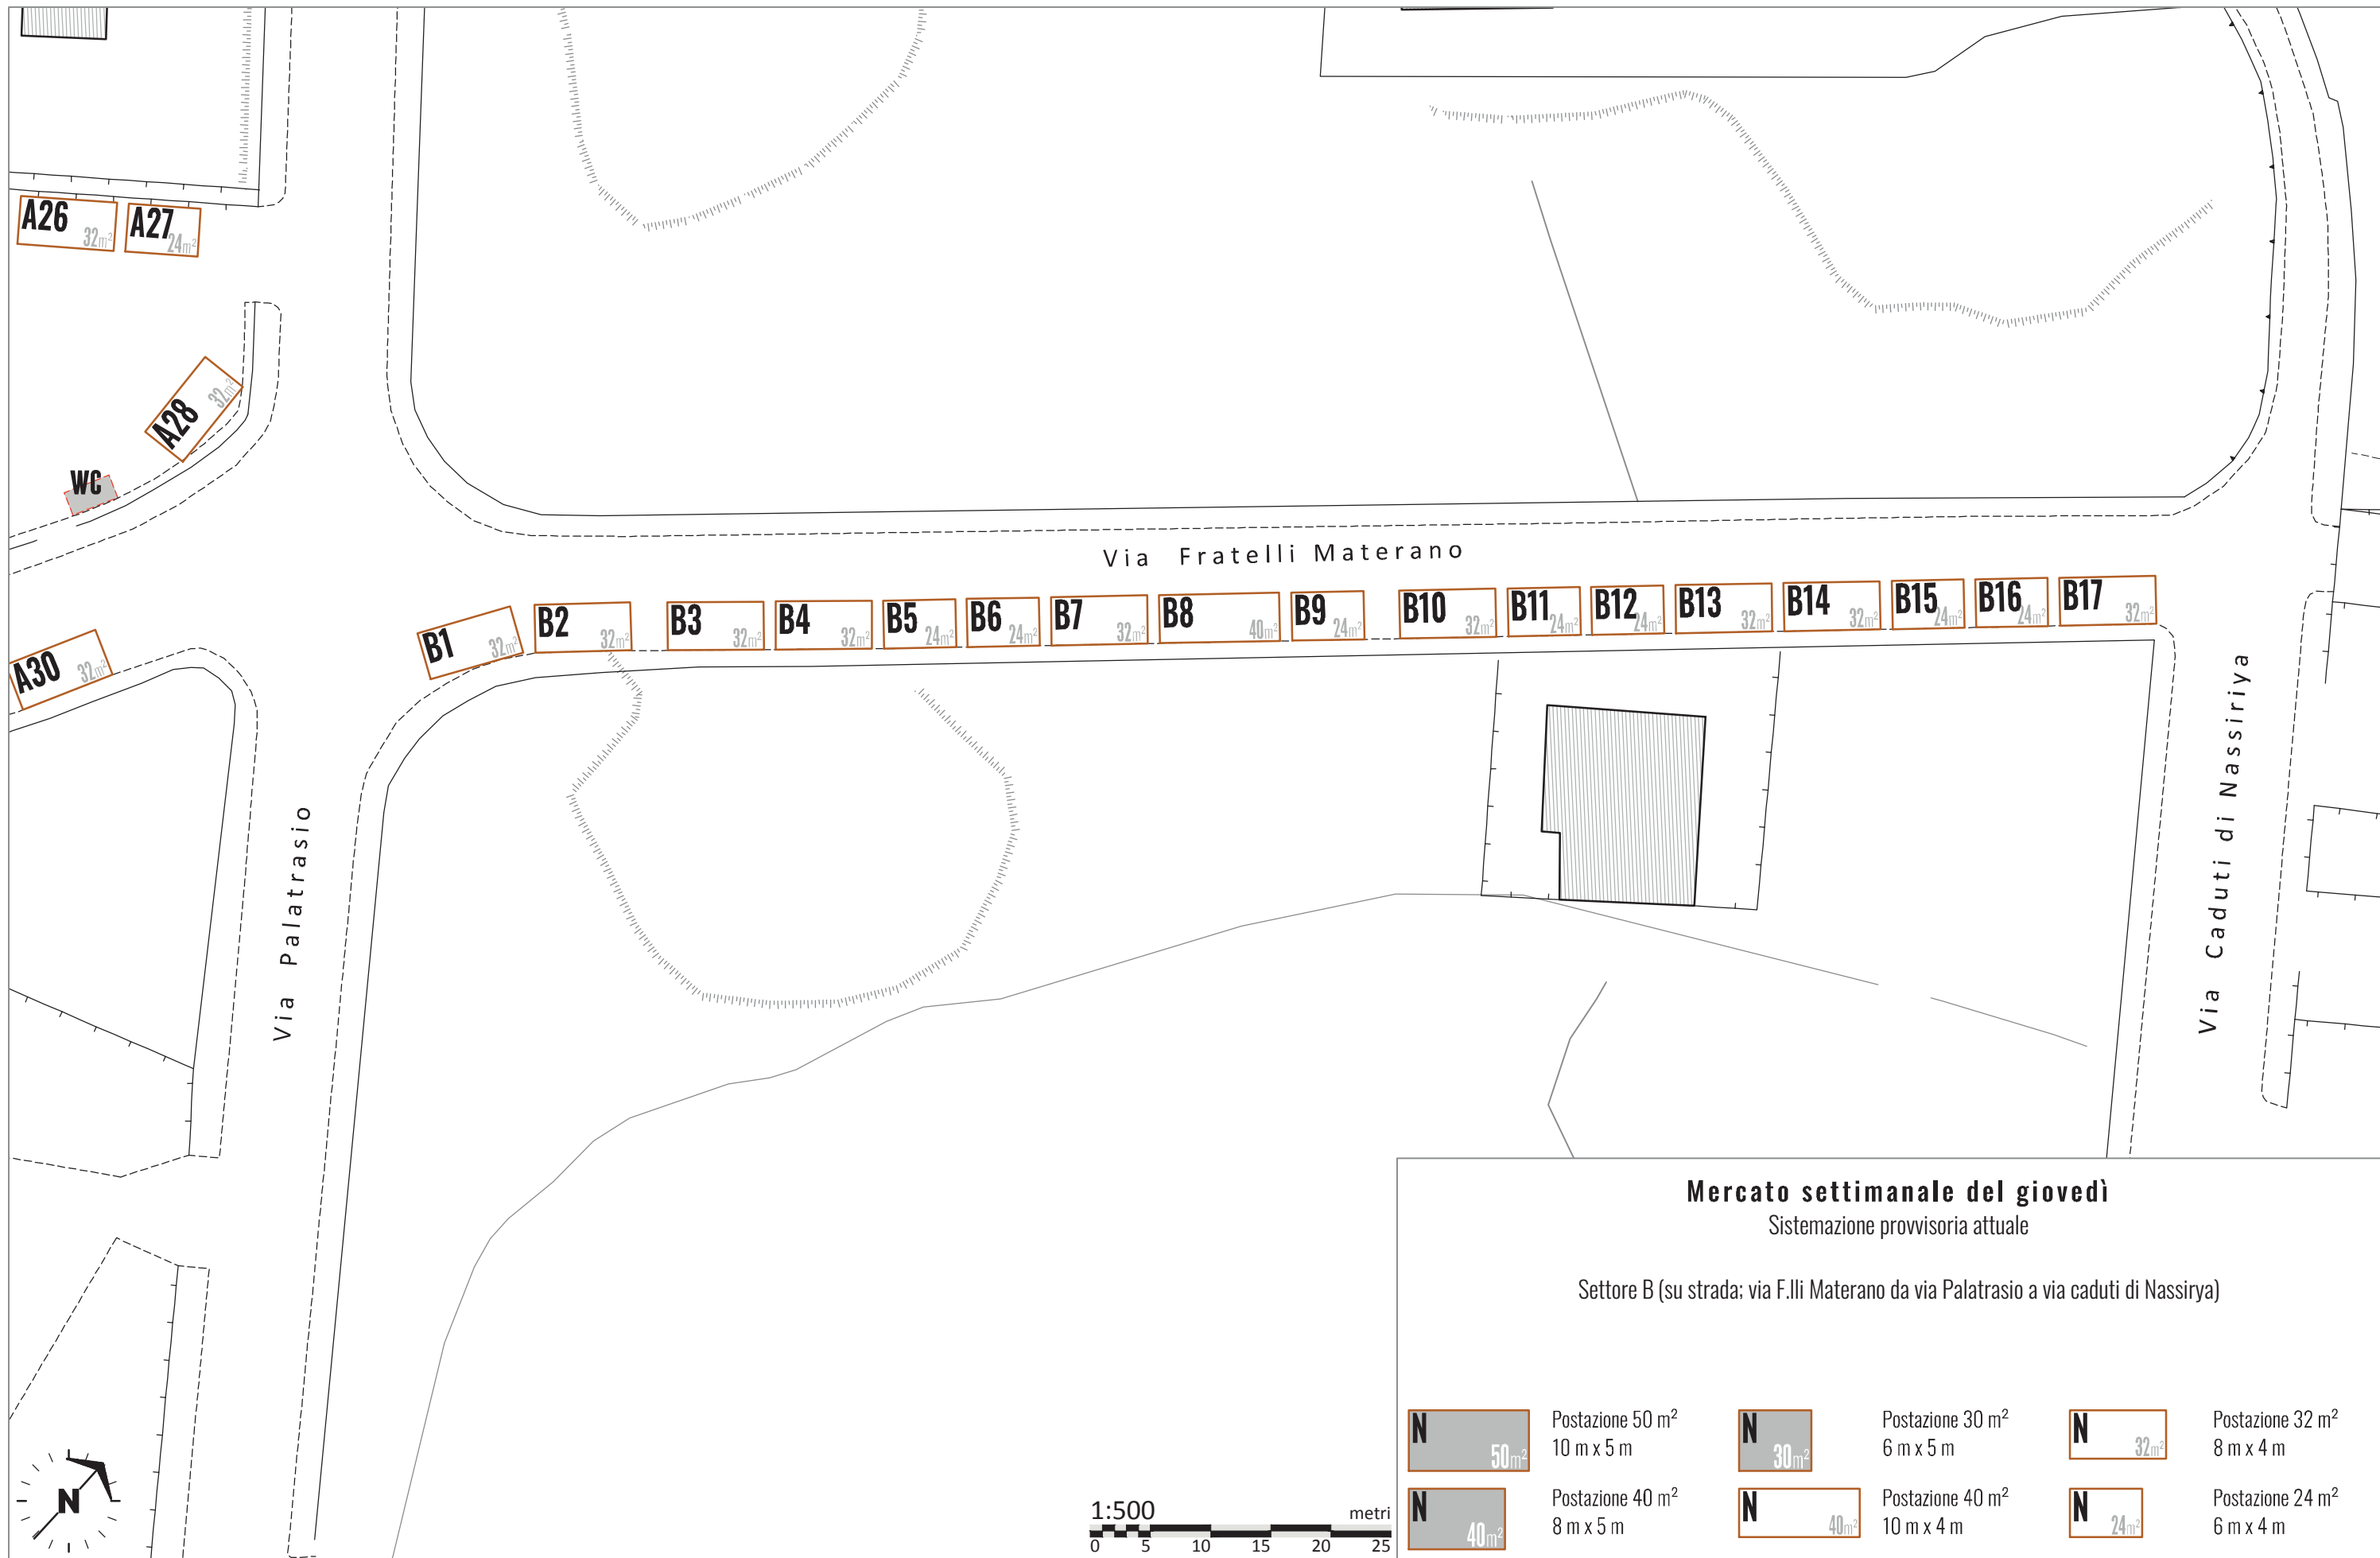 A26 32m²
A27 24m²
A28 32m²
WC
A30 32m²
Via Fratelli Materano
B1 32m²
B2 32m²
B3 32m²
B4 32m²
B5 24m²
B6 24m²
B7 32m²
B8 40m²
B9 24m²
B10 32m²
B11 24m²
B12 24m²
B13 32m²
B14 32m²
B15 24m²
B16 24m²
B17 32m²
Via Palatrasio
Via Caduti di Nassiriya
Mercato settimanale del giovedì
Sistemazione provvisoria attuale
Settore B (su strada; via F.lli Materano da via Palatrasio a via caduti di Nassirya)
N 50m²
Postazione 50 m²
10 m x 5 m
N 30m²
Postazione 30 m²
6 m x 5 m
N 32m²
Postazione 32 m²
8 m x 4 m
N 40m²
Postazione 40 m²
8 m x 5 m
N 40m²
Postazione 40 m²
10 m x 4 m
N 24m²
Postazione 24 m²
6 m x 4 m
N
1:500 metri
0 5 10 15 20 25